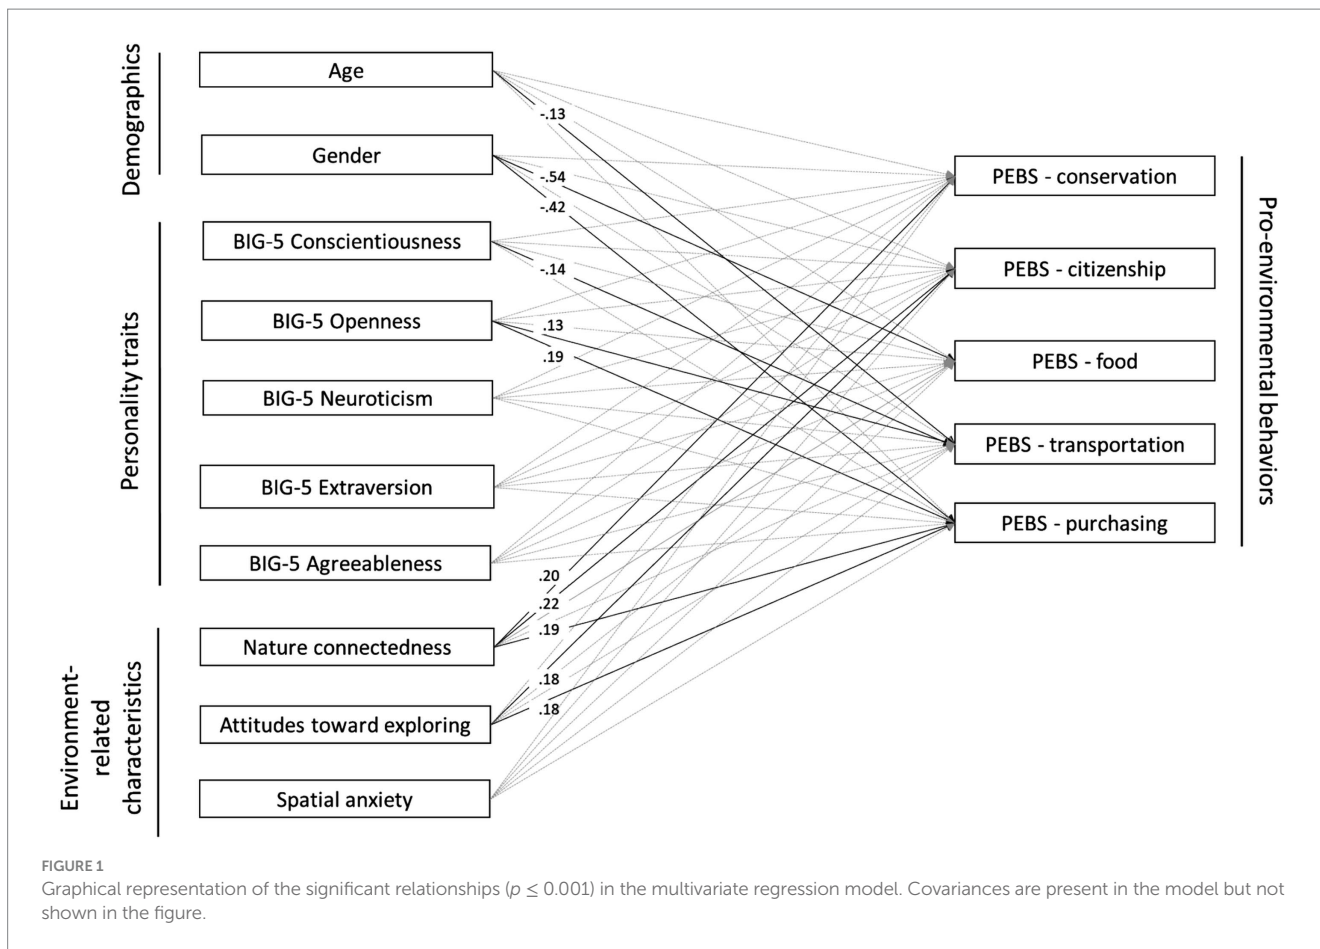 Demographics
Age
Gender
Personality traits
BIG-5 Conscientiousness
BIG-5 Openness
BIG-5 Neuroticism
BIG-5 Extraversion
BIG-5 Agreeableness
Environment-
related
characteristics
Nature connectedness
Attitudes toward exploring
Spatial anxiety
-.13
-.54
-.42
-.14
.13
.19
.20
.22
.19
.18
.18
PEBS - conservation
PEBS - citizenship
PEBS - food
PEBS - transportation
PEBS - purchasing
Pro-environmental behaviors
FIGURE 1
Graphical representation of the significant relationships (p ≤ 0.001) in the multivariate regression model. Covariances are present in the model but not
shown in the figure.